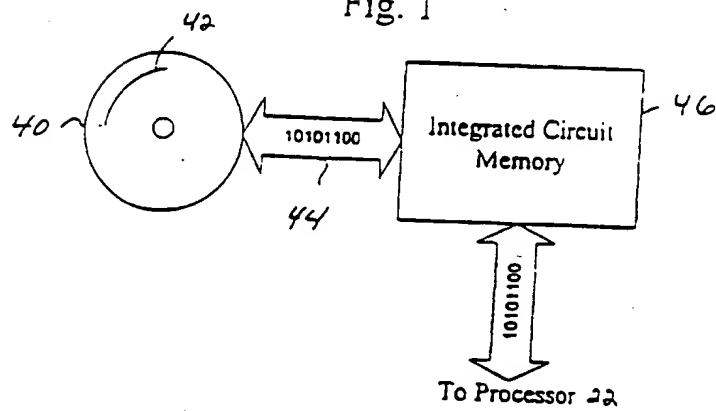 Fig. 1
42
40
10101100
Integrated Circuit
Memory
46
44
10101100
To Processor 22